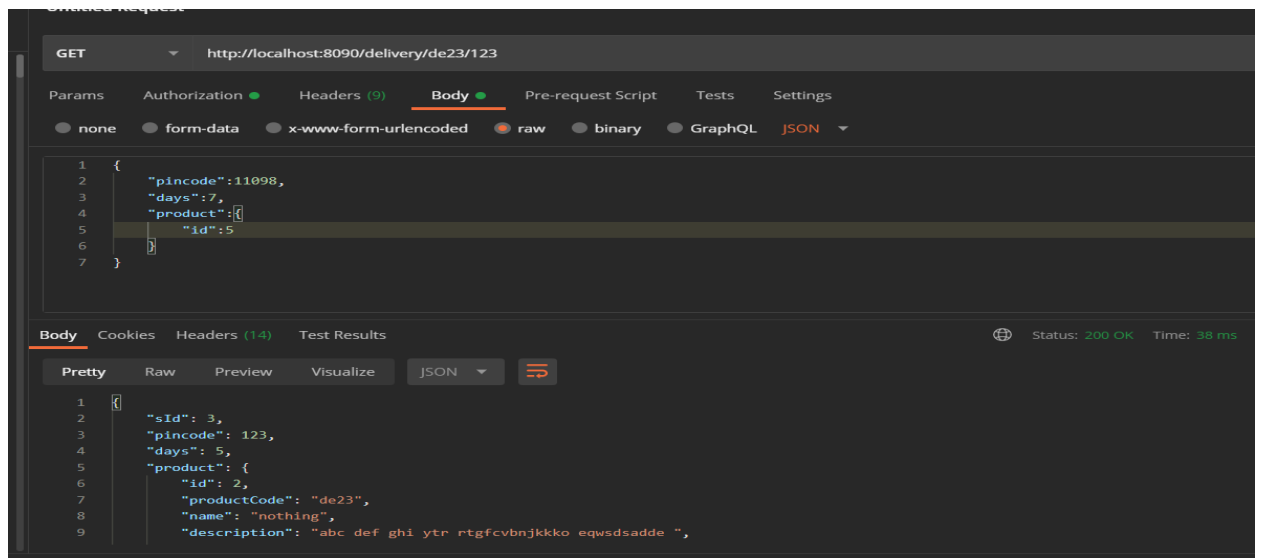 Untitled Request
GET http://localhost:8090/delivery/de23/123
Params Authorization Headers (9) Body Pre-request Script Tests Settings
none form-data x-www-form-urlencoded raw binary GraphQL JSON
1 {
2 "pincode":11098,
3 "days":7,
4 "product":{
5 "id":5
6 }
7 }
Body Cookies Headers (14) Test Results Status: 200 OK Time: 38 ms
Pretty Raw Preview Visualize JSON
1 {
2 "sId": 3,
3 "pincode": 123,
4 "days": 5,
5 "product": {
6 "id": 2,
7 "productCode": "de23",
8 "name": "nothing",
9 "description": "abc def ghi ytr rtgfcvbnjkkko eqwsdsadde ",